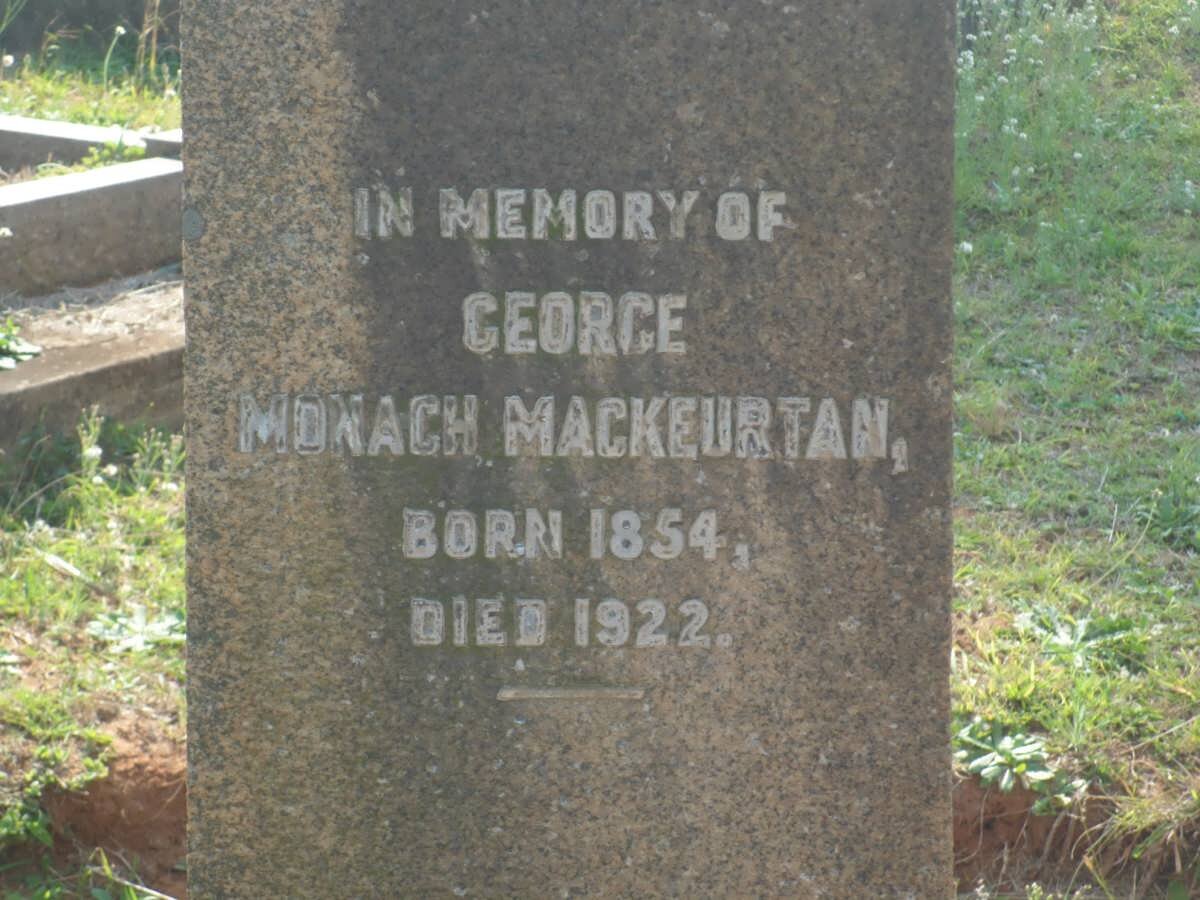 IN MEMORY OF
GEORGE
MONACH MACKEURTAN,
BORN 1854,
DIED 1922.